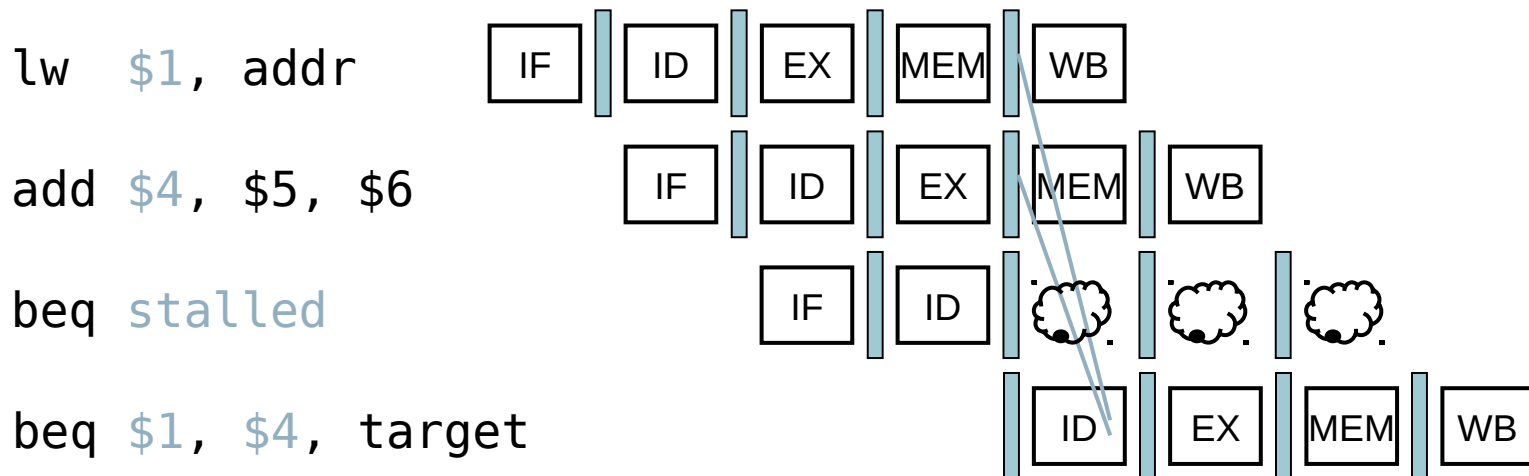 lw $1, addr IF ID EX MEM WB
add $4, $5, $6 IF ID EX MEM WB
beq stalled IF ID
beq $1, $4, target ID EX MEM WB